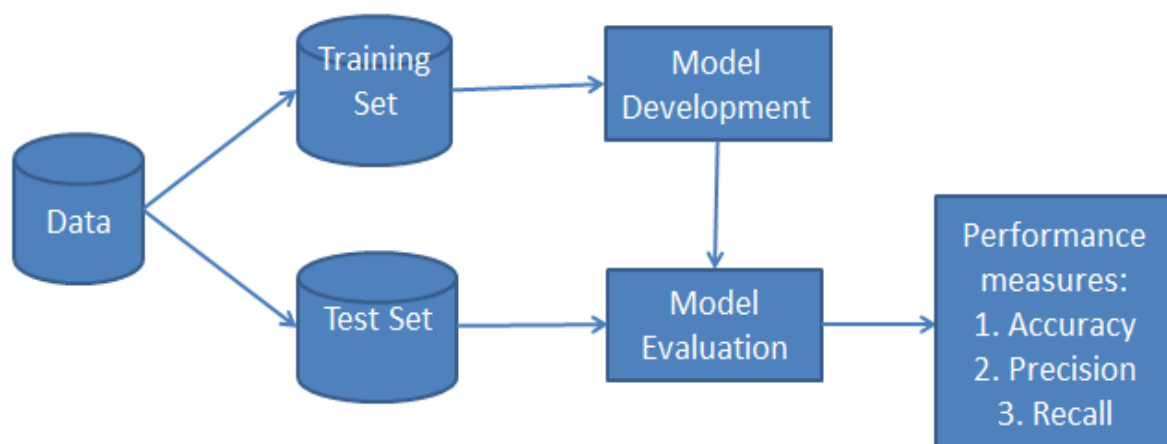 Data
Training
Set
Model
Development
Test Set
Model
Evaluation
Performance
measures:
1. Accuracy
2. Precision
3. Recall